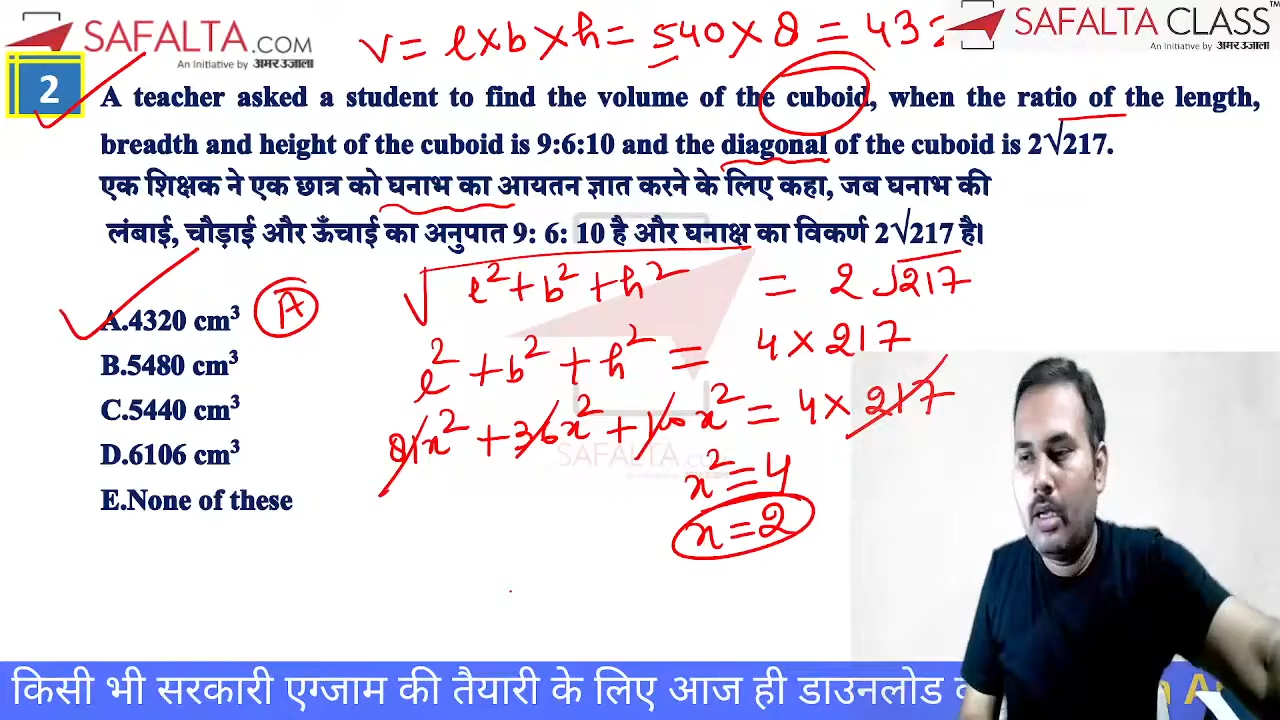 SAFALTA.COM
An Initiative by अमर उजाला
V = l×b×h = 540×8 = 432
SAFALTA CLASS™
An Initiative by अमर उजाला
2
A teacher asked a student to find the volume of the cuboid, when the ratio of the length,
breadth and height of the cuboid is 9:6:10 and the diagonal of the cuboid is 2√217.
एक शिक्षक ने एक छात्र को घनाभ का आयतन ज्ञात करने के लिए कहा, जब घनाभ की
लंबाई, चौड़ाई और ऊँचाई का अनुपात 9: 6: 10 है और घनाक्ष का विकर्ण 2√217 है।
√l²+b²+h² = 2√217
A.4320 cm³ A
l²+b²+h² = 4×217
B.5480 cm³
81x²+36x²+100x² = 4×217
C.5440 cm³
SAFALTA.COM
D.6106 cm³
x²=4
E.None of these
x=2
किसी भी सरकारी एग्जाम की तैयारी के लिए आज ही डाउनलोड